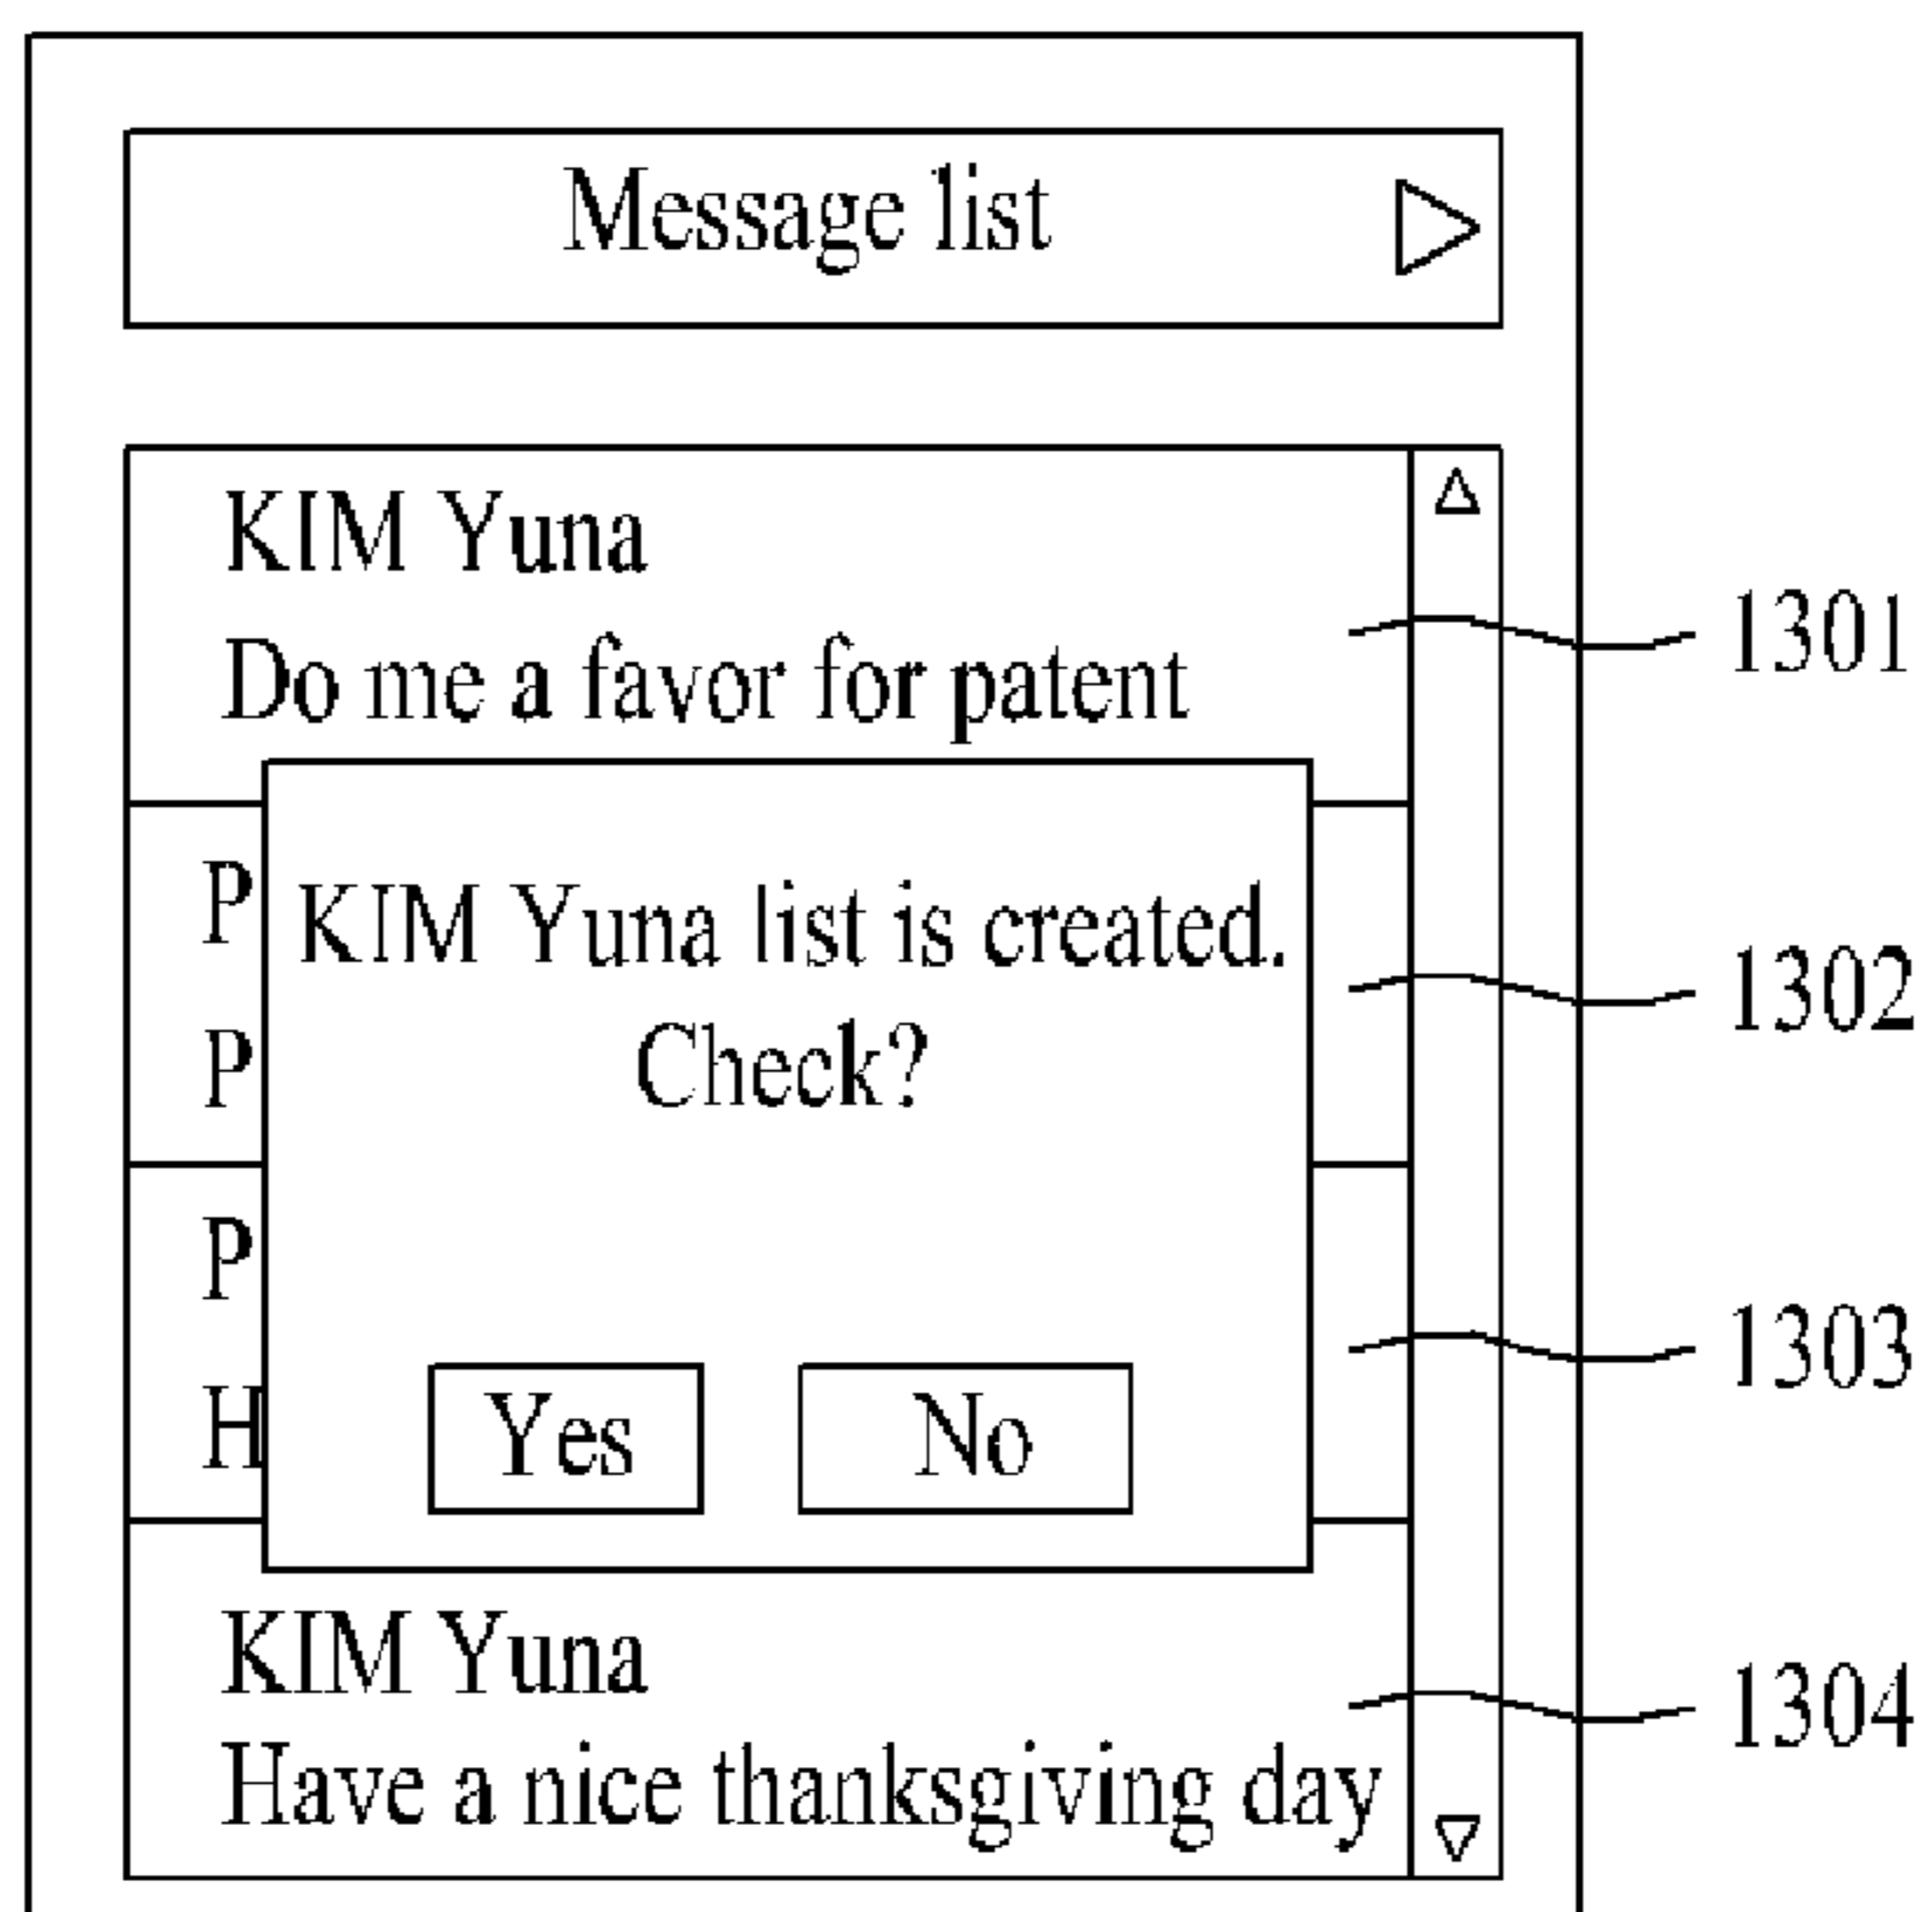 Message list
KIM Yuna
Do me a favor for patent
1301
P
P
KIM Yuna list is created.
Check?
1302
P
H
1303
Yes
No
KIM Yuna
Have a nice thanksgiving day
1304